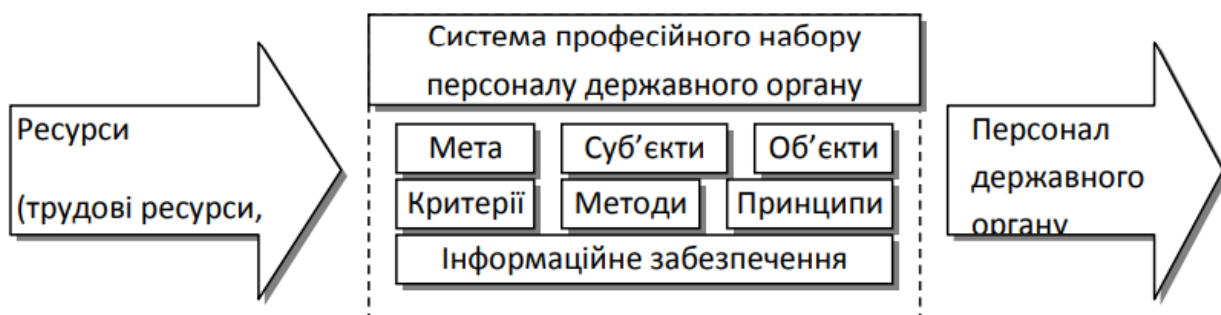 Система професійного набору
персоналу державного органу
Ресурси
(трудові ресурси,
Мета
Суб’єкти
Об’єкти
Критерії
Методи
Принципи
Інформаційне забезпечення
Персонал
державного
органу